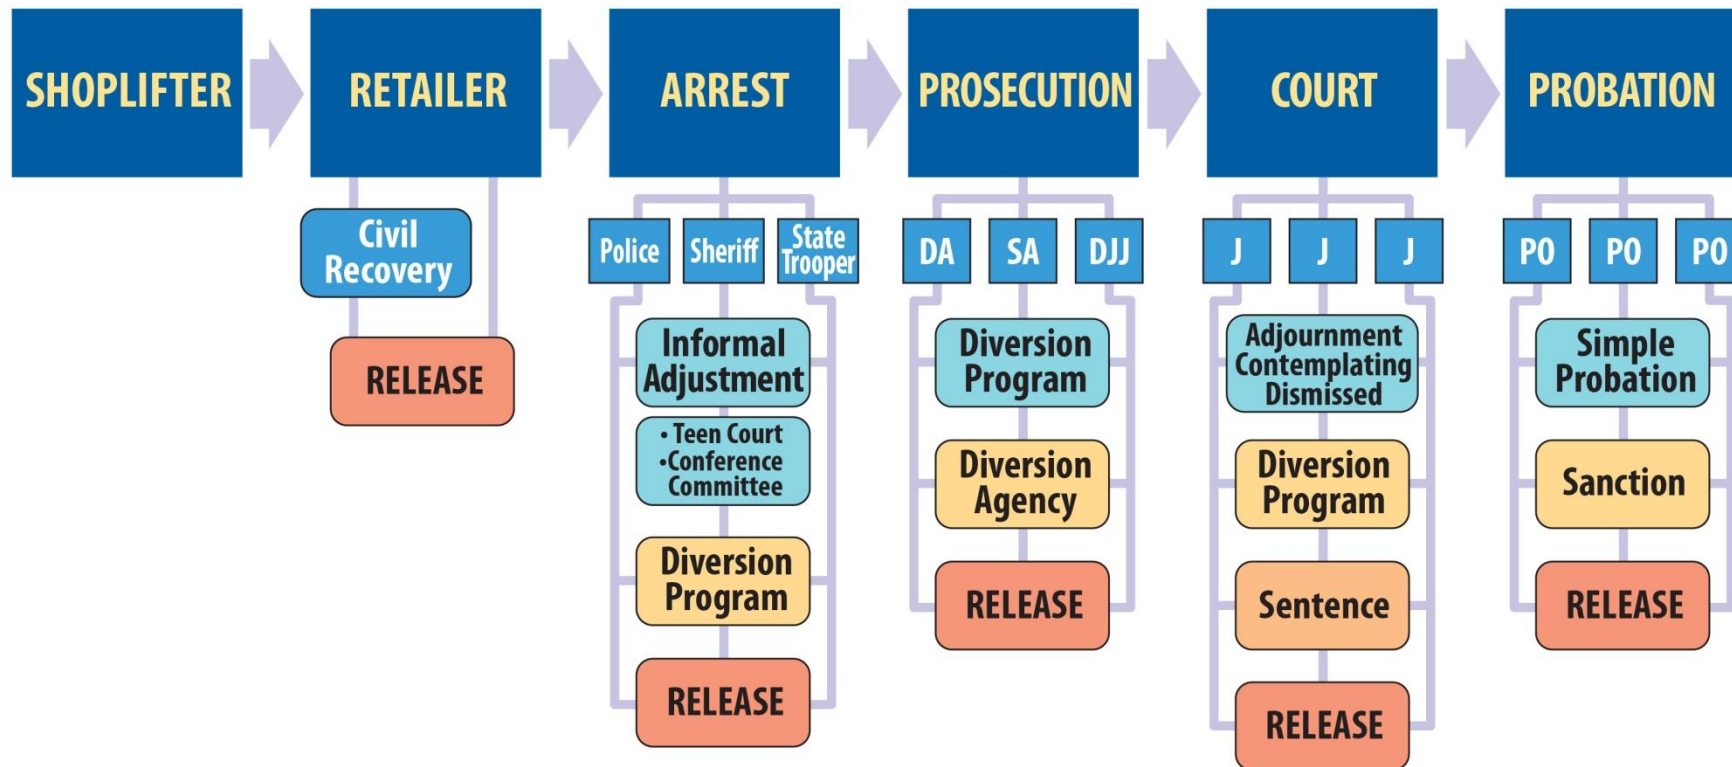 SHOPLIFTER
RETAILER
ARREST
PROSECUTION
COURT
PROBATION
Civil
Recovery
RELEASE
Police
Sheriff
State
Trooper
Informal
Adjustment
• Teen Court
•Conference
Committee
Diversion
Program
RELEASE
DA
SA
DJJ
Diversion
Program
Diversion
Agency
RELEASE
J
J
J
Adjournment
Contemplating
Dismissed
Diversion
Program
Sentence
RELEASE
PO
PO
PO
Simple
Probation
Sanction
RELEASE